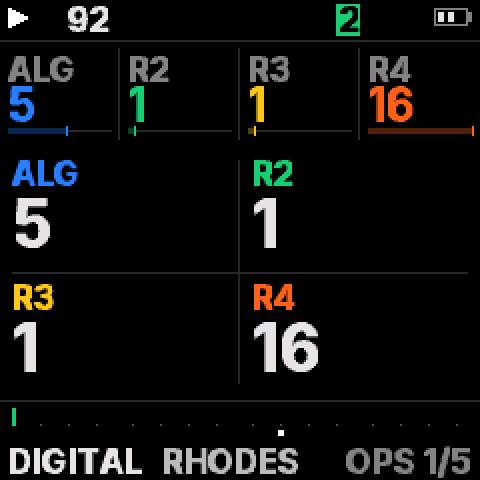 92 2
ALG R2 R3 R4
5 1 1 16
ALG R2
5 1
R3 R4
1 16
DIGITAL RHODES OPS 1/5